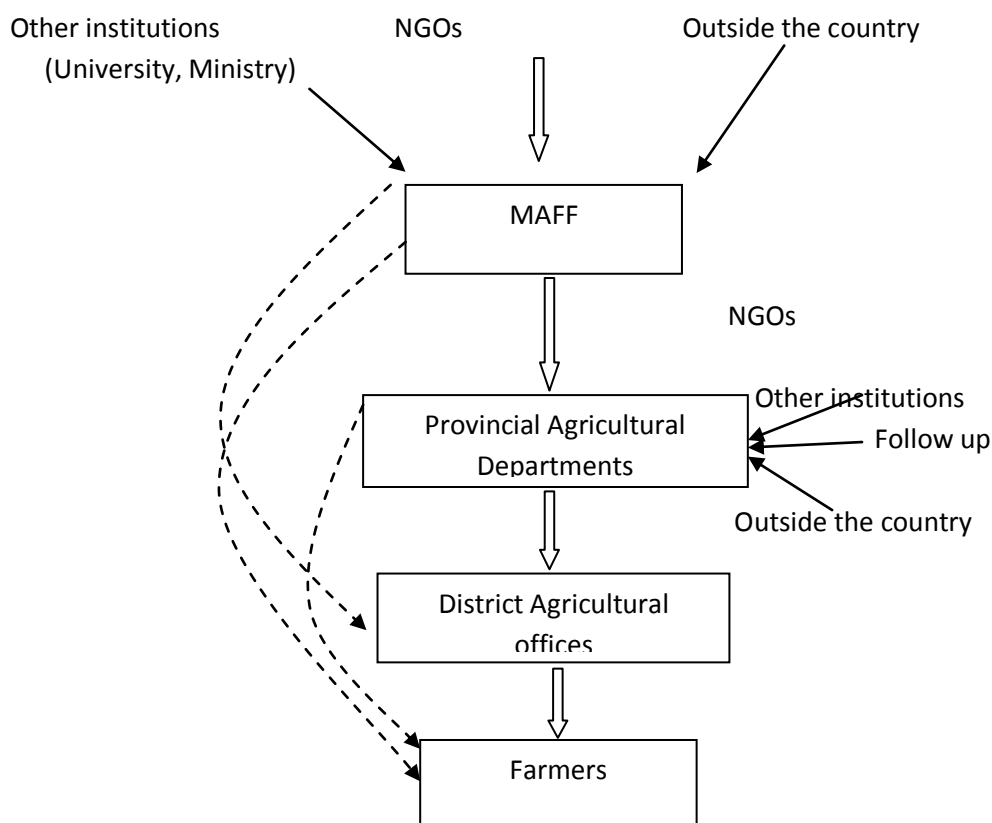 Other institutions
(University, Ministry)
NGOs
Outside the country
MAFF
NGOs
Provincial Agricultural
Departments
Other institutions
Follow up
Outside the country
District Agricultural
offices
Farmers